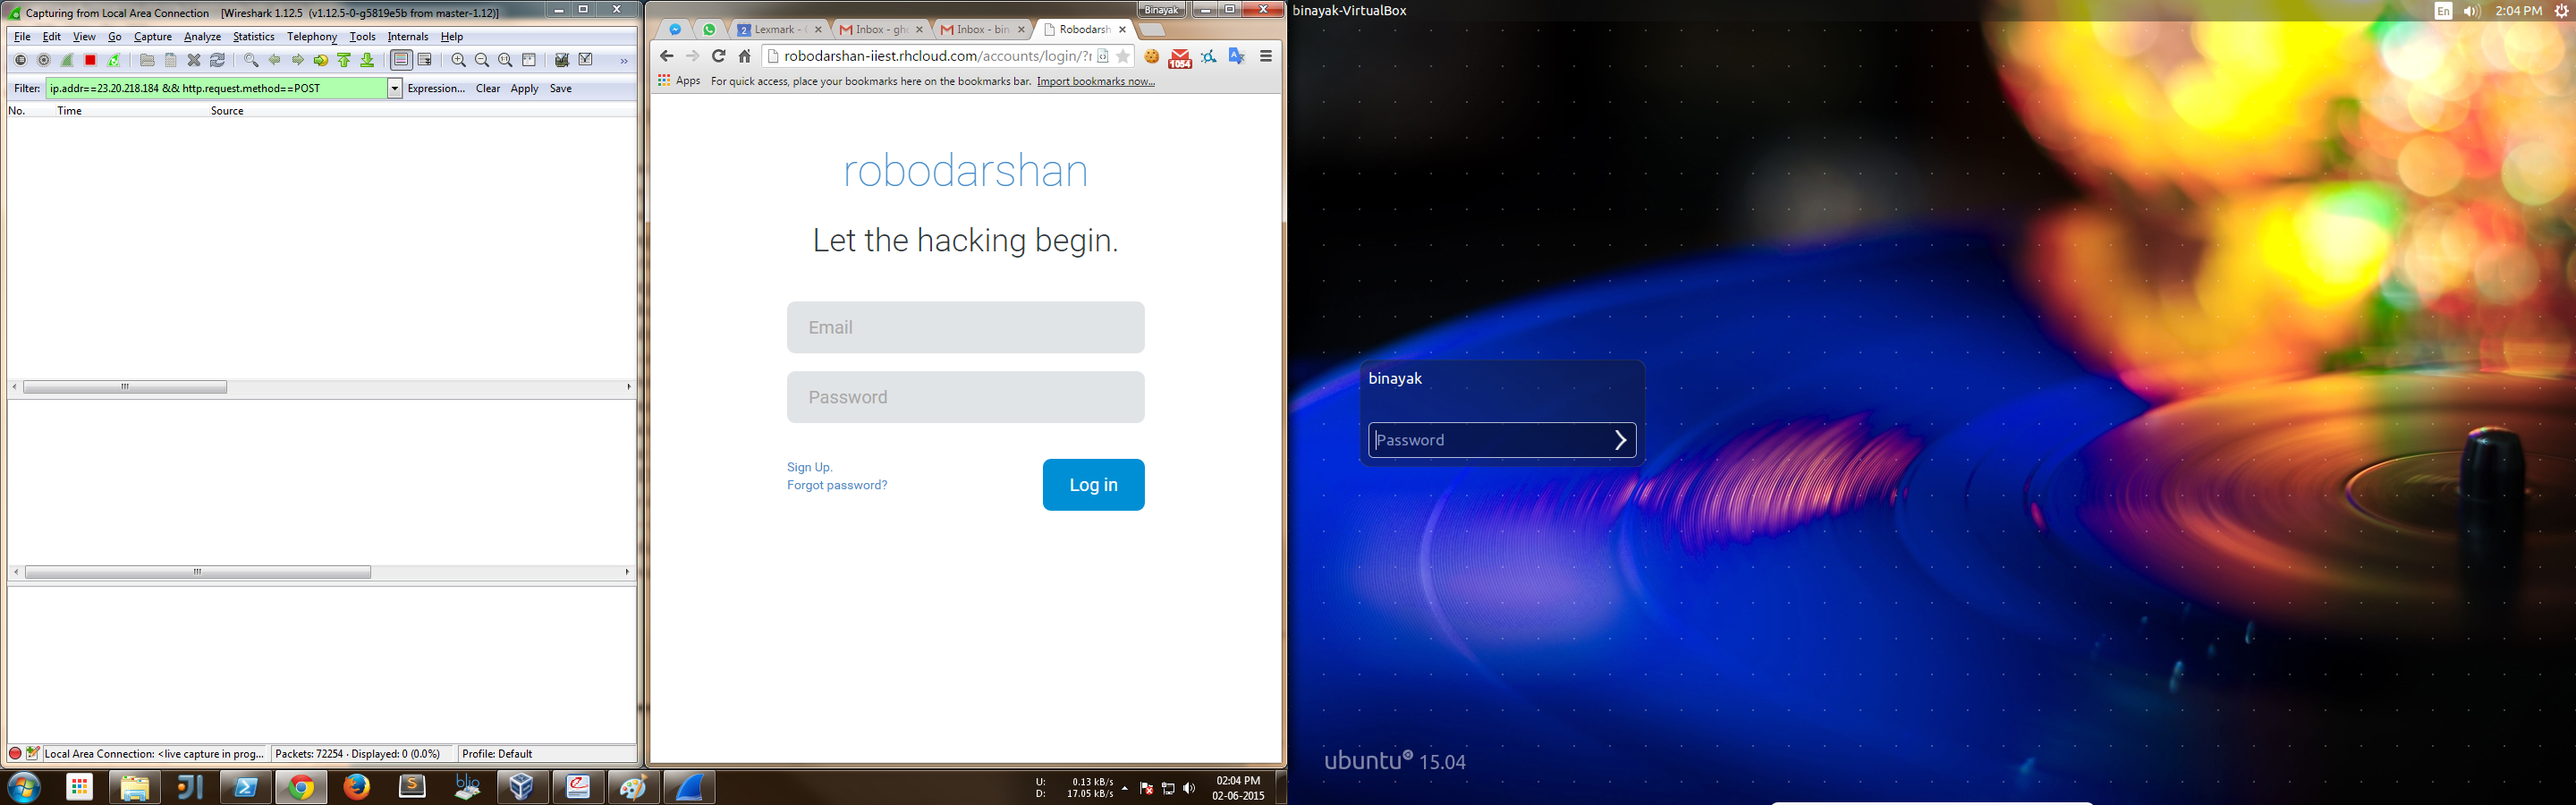 Capturing from Local Area Connection [Wireshark 1.12.5 (v1.12.5-0-g5819e5b from master-1.12)]
File Edit View Go Capture Analyze Statistics Telephony Tools Internals Help
Filter: ip.addr==23.20.218.184 && http.request.method==POST Expression... Clear Apply Save
No. Time Source
Local Area Connection: <live capture in prog... Packets: 72254 · Displayed: 0 (0.0%) Profile: Default
Binayak
2 Lexmark - Inbox - gh Inbox - bin Robodarsh
robodarshan-iiest.rhcloud.com/accounts/login/?
1054
Apps For quick access, place your bookmarks here on the bookmarks bar. Import bookmarks now...
robodarshan
Let the hacking begin.
Email
Password
Sign Up.
Forgot password?
Log in
U: 0.13 kB/s
D: 17.05 kB/s
02:04 PM
02-06-2015
binayak-VirtualBox
En 2:04 PM
binayak
Password
ubuntu 15.04